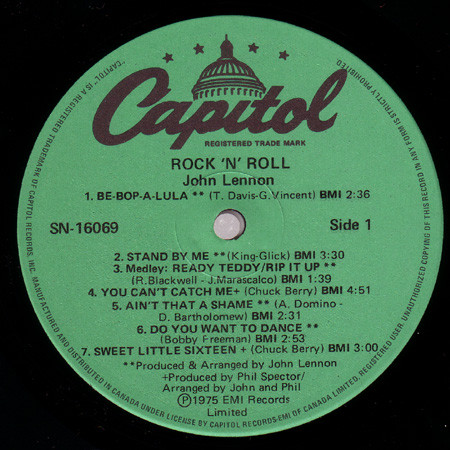 Capitol
REGISTERED TRADE MARK
ROCK 'N' ROLL
John Lennon
1. BE-BOP-A-LULA ** (T. Davis-G. Vincent) BMI 2:36
SN-16069
Side 1
2. STAND BY ME **(King-Glick) BMI 3:30
3. Medley: READY TEDDY/RIP IT UP **
(R.Blackwell - J.Marascalco) BMI 1:39
4. YOU CAN'T CATCH ME+ (Chuck Berry) BMI 4:51
5. AIN'T THAT A SHAME ** (A. Domino -
D. Bartholomew) BMI 2:31
6. DO YOU WANT TO DANCE **
(Bobby Freeman) BMI 2:53
7. SWEET LITTLE SIXTEEN + (Chuck Berry) BMI 3:00
**Produced & Arranged by John Lennon
+Produced by Phil Spector/
Arranged by John and Phil
Ⓟ1975 EMI Records
Limited
"CAPITOL" IS A REGISTERED TRADEMARK OF CAPITOL RECORDS, INC. MANUFACTURED AND DISTRIBUTED IN CANADA UNDER LICENSE BY CAPITOL RECORDS-EMI OF CANADA LIMITED. REGISTERED USER. UNAUTHORIZED COPYING OF THIS RECORD IN ANY FORM IS STRICTLY PROHIBITED